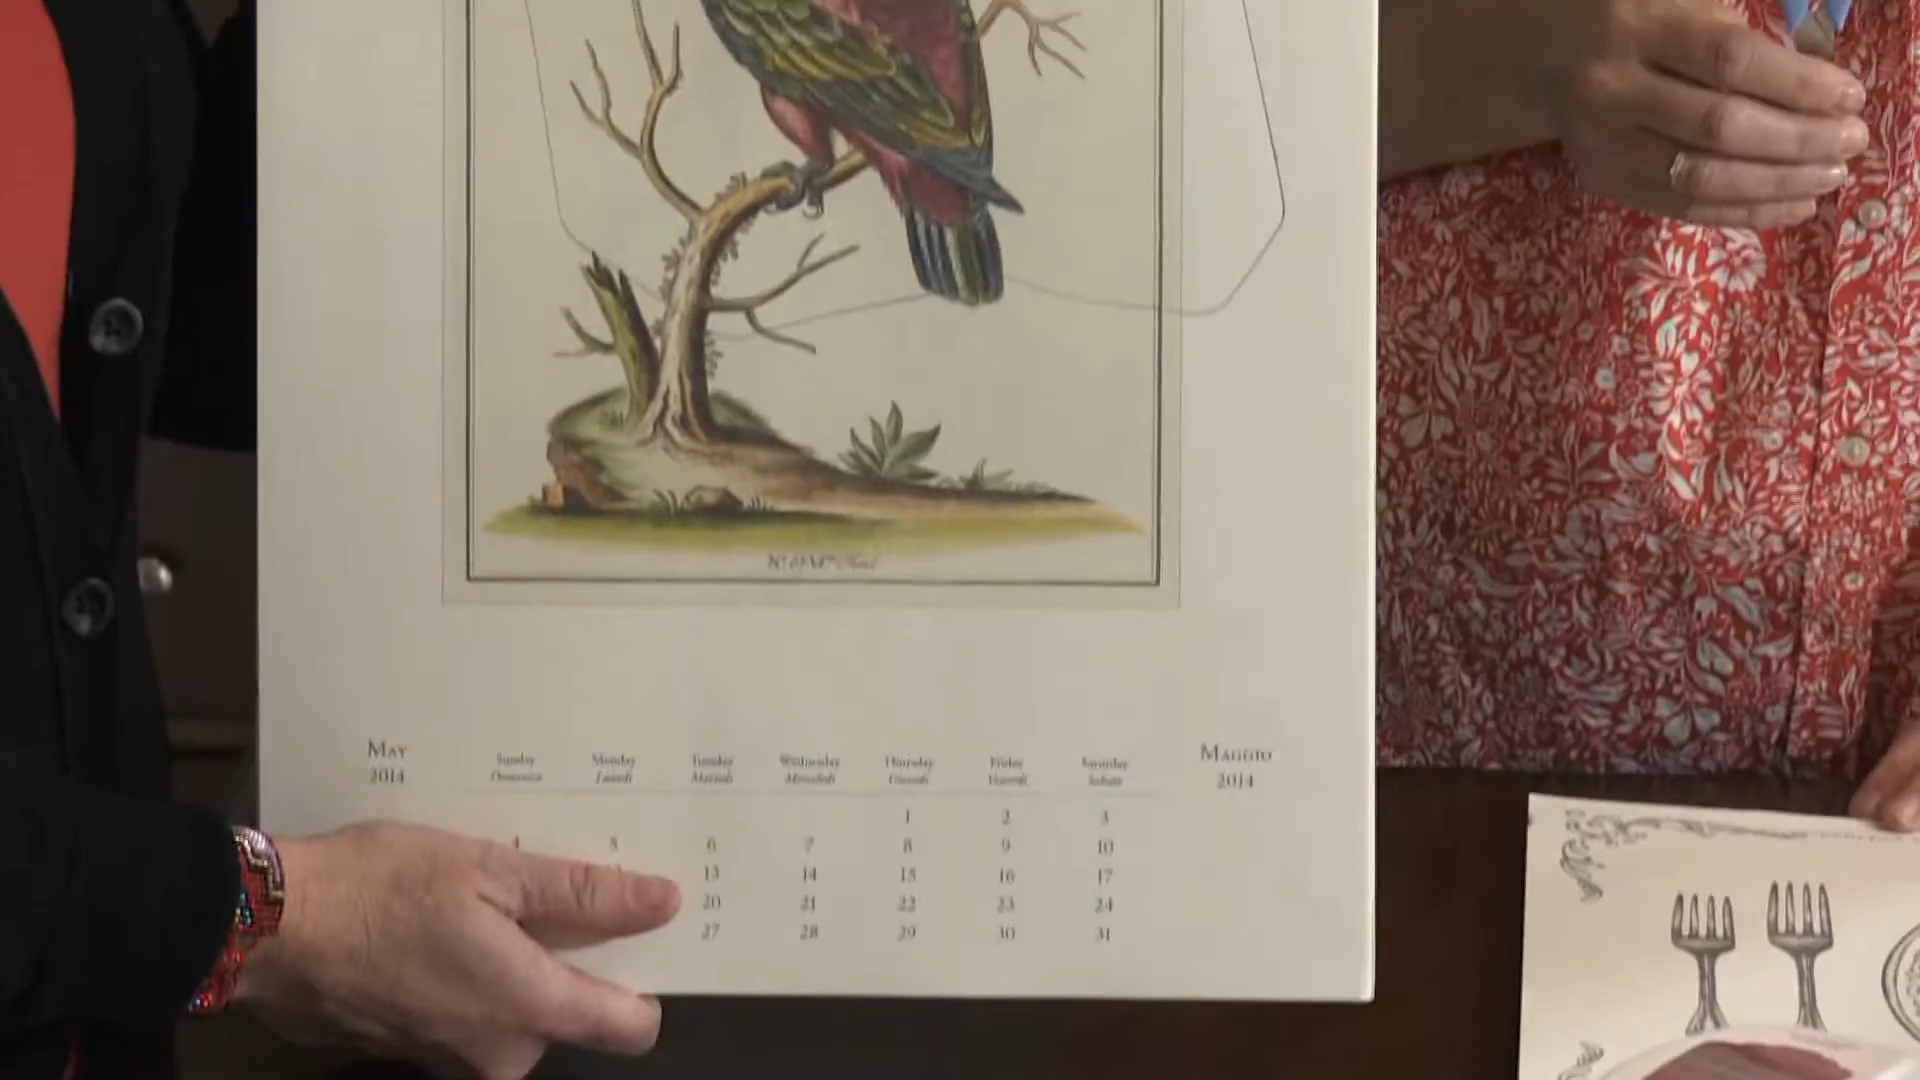 May
2014
Sunday Monday Tuesday Wednesday Thursday Friday Saturday
Domenica Lunedì Martedì Mercoledì Giovedì Venerdì Sabato
Maggio
2014
1 2 3
4 5 6 7 8 9 10
13 14 15 16 17
20 21 22 23 24
27 28 29 30 31